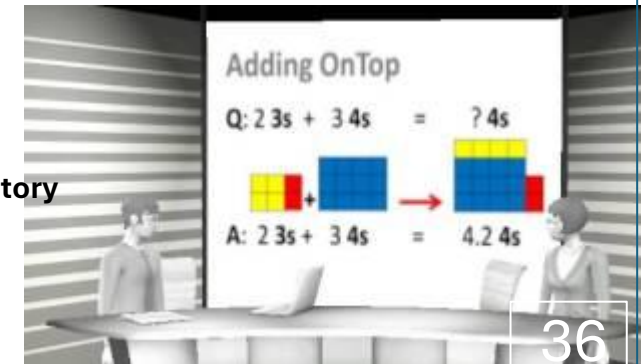 Adding OnTop
Q: 2 3s + 3 4s = ? 4s
tory
+
A: 2 3s + 3 4s = 4.2 4s
36